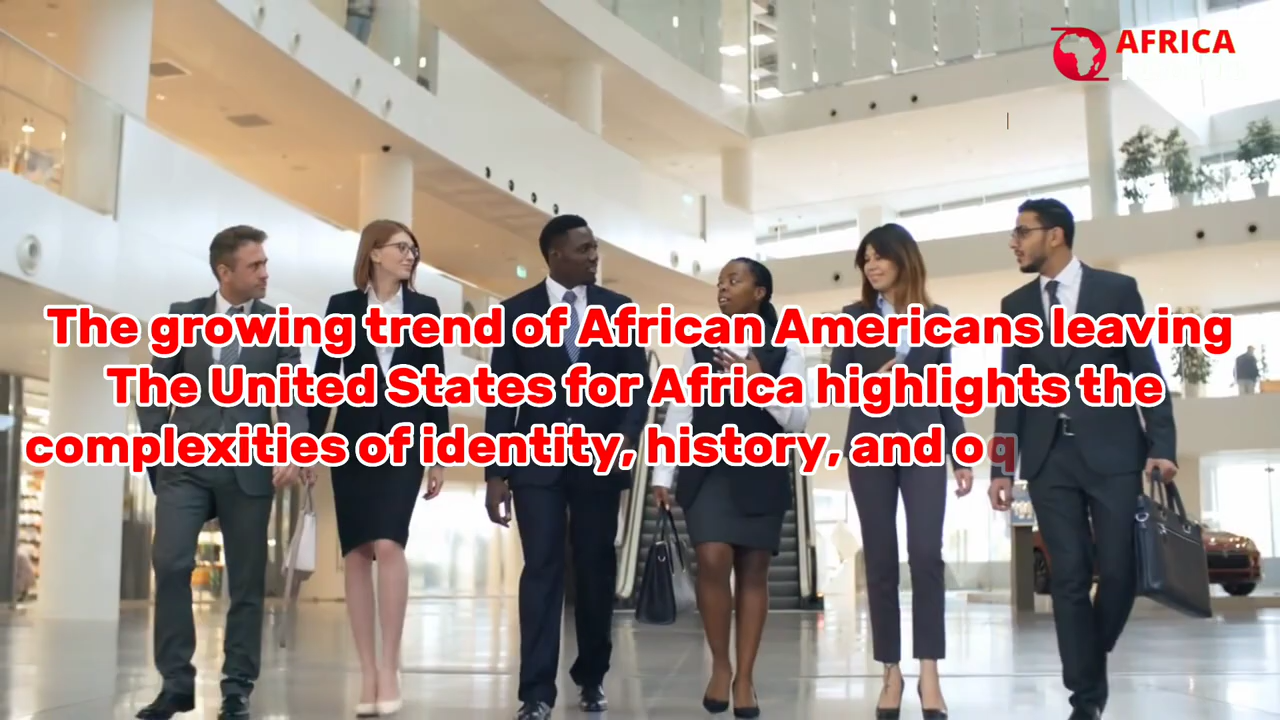 AFRICA
The growing trend of African Americans leaving
The United States for Africa highlights the
complexities of identity, history, and